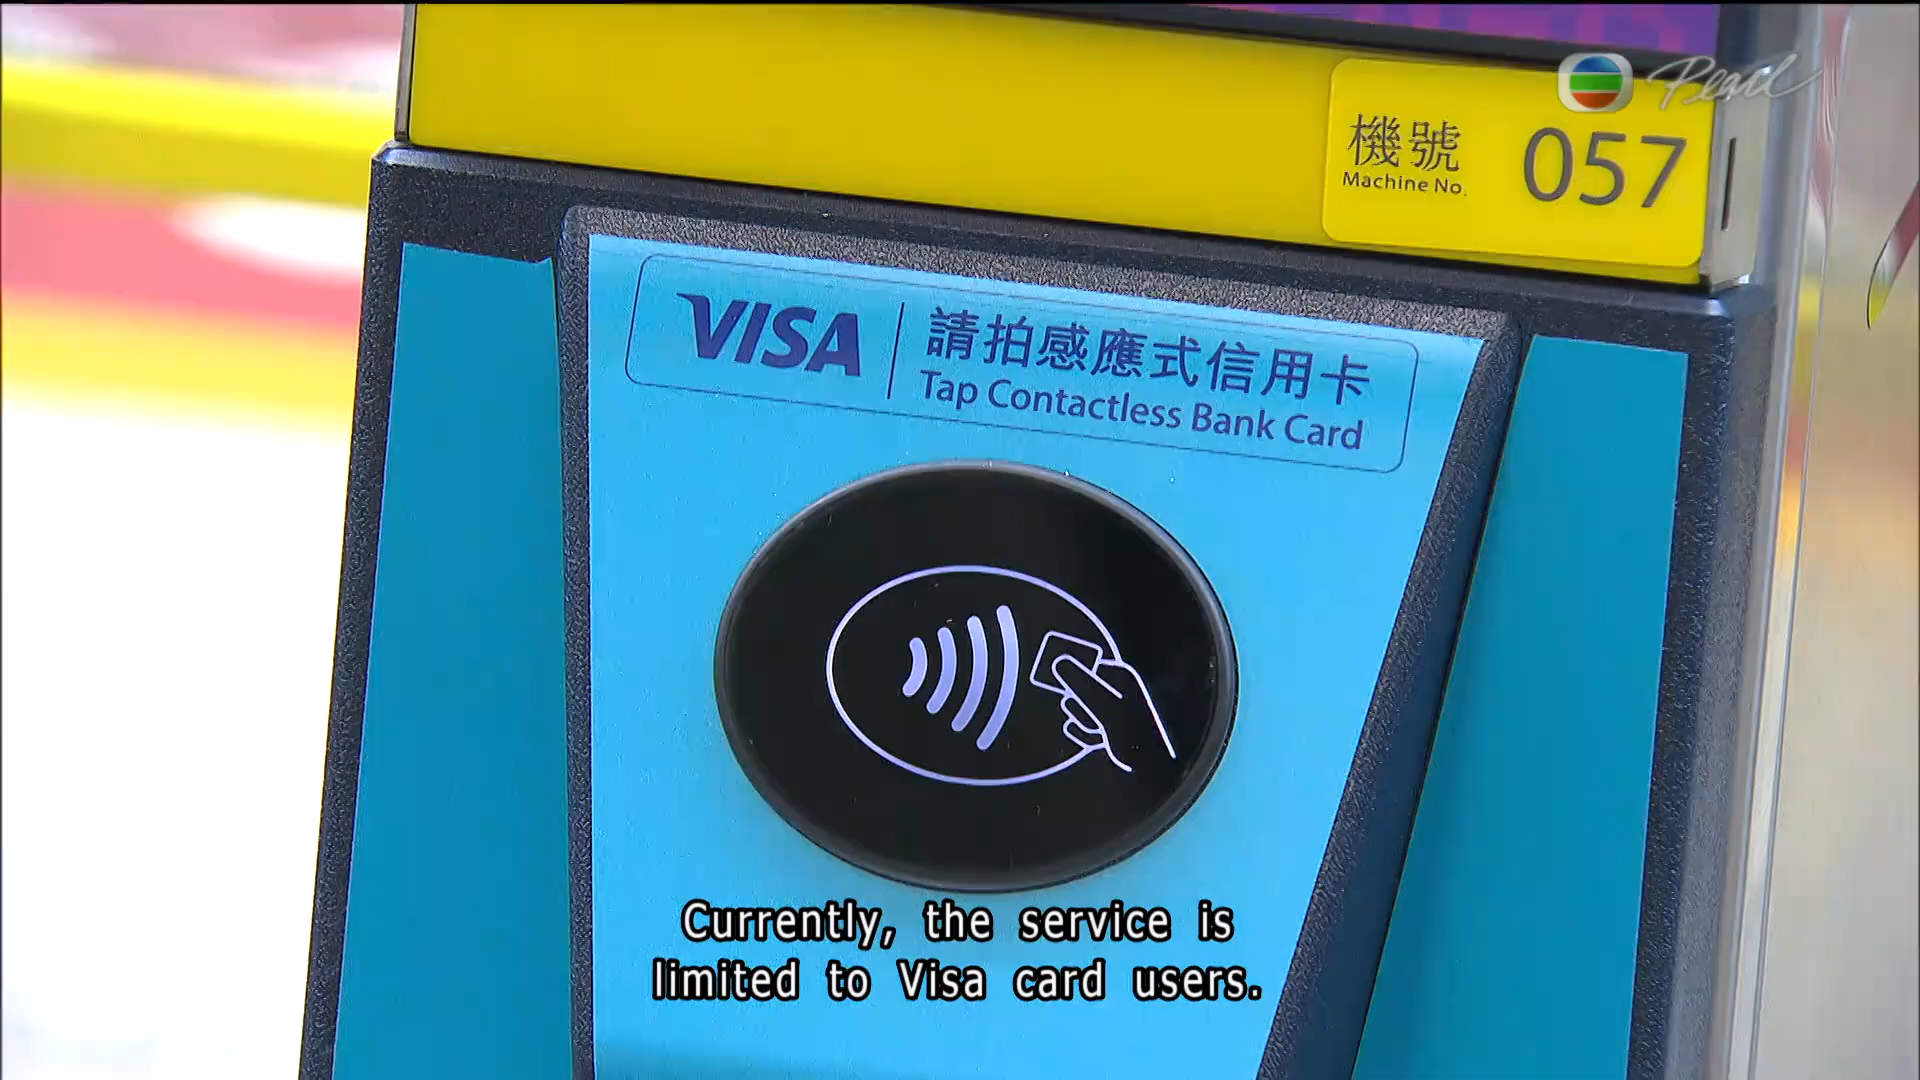 Pearl
機號
Machine No.
057
VISA
請拍感應式信用卡
Tap Contactless Bank Card
Currently, the service is
limited to Visa card users.